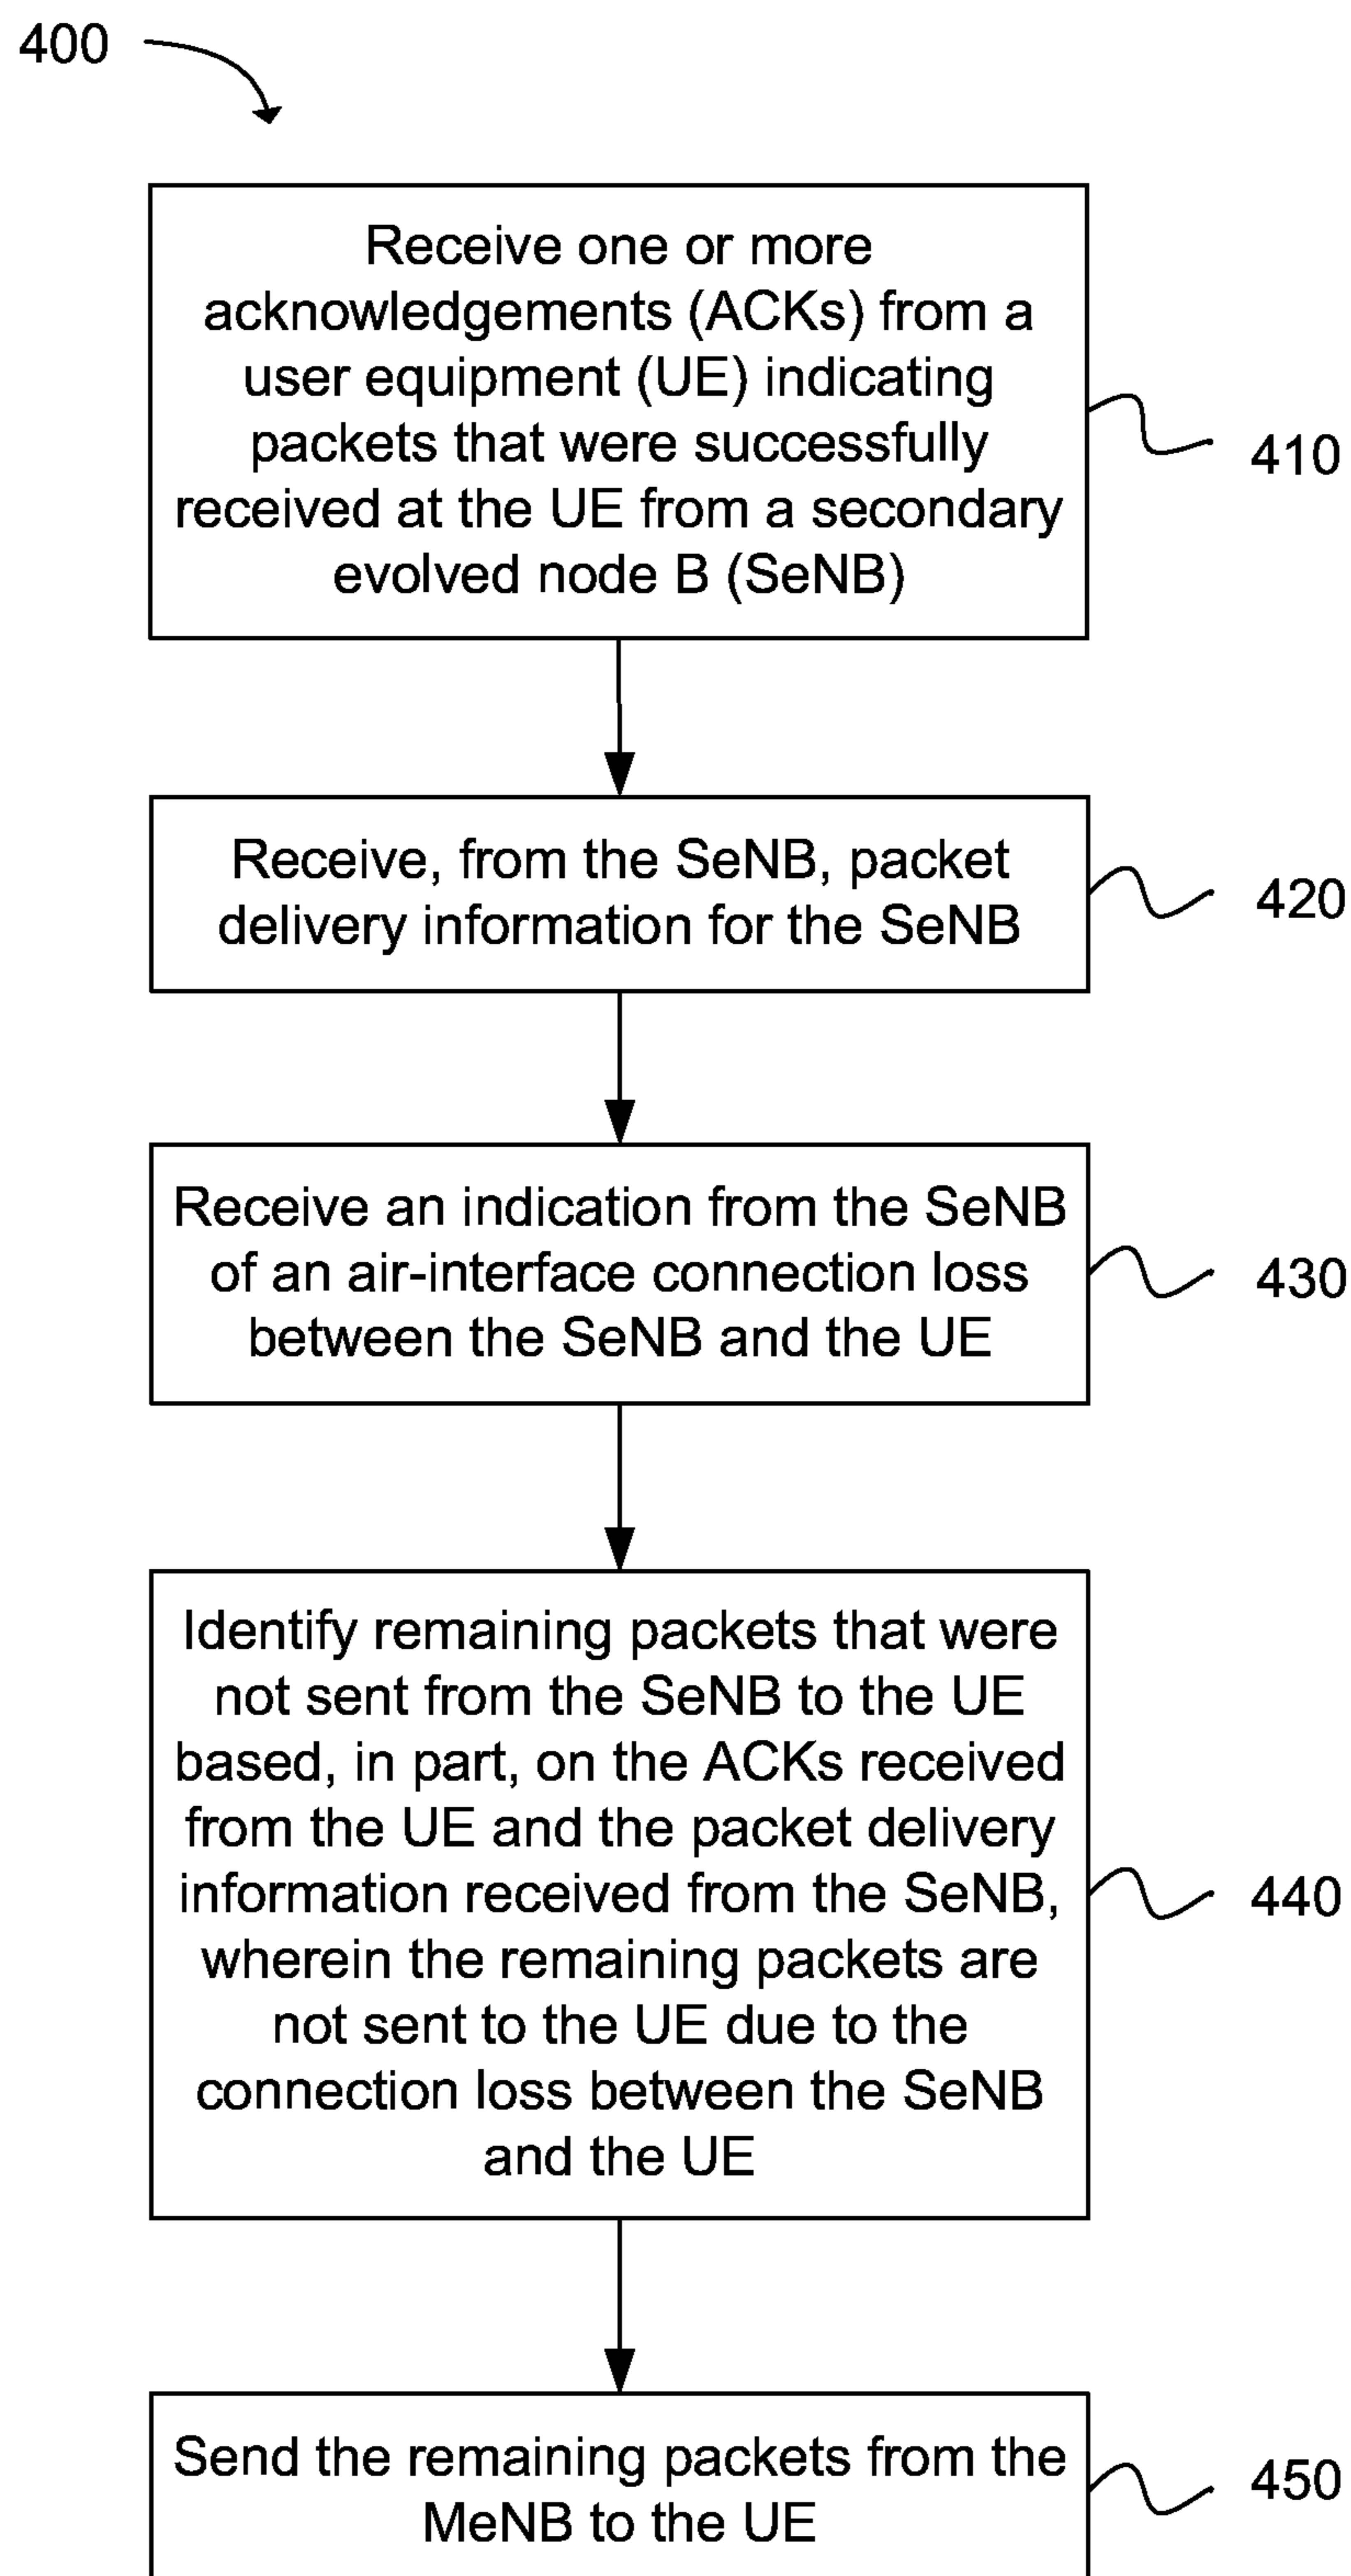 400
Receive one or more
acknowledgements (ACKs) from a
user equipment (UE) indicating
packets that were successfully
received at the UE from a secondary
evolved node B (SeNB)
410
Receive, from the SeNB, packet
delivery information for the SeNB
420
Receive an indication from the SeNB
of an air-interface connection loss
between the SeNB and the UE
430
Identify remaining packets that were
not sent from the SeNB to the UE
based, in part, on the ACKs received
from the UE and the packet delivery
information received from the SeNB,
wherein the remaining packets are
not sent to the UE due to the
connection loss between the SeNB
and the UE
440
Send the remaining packets from the
MeNB to the UE
450